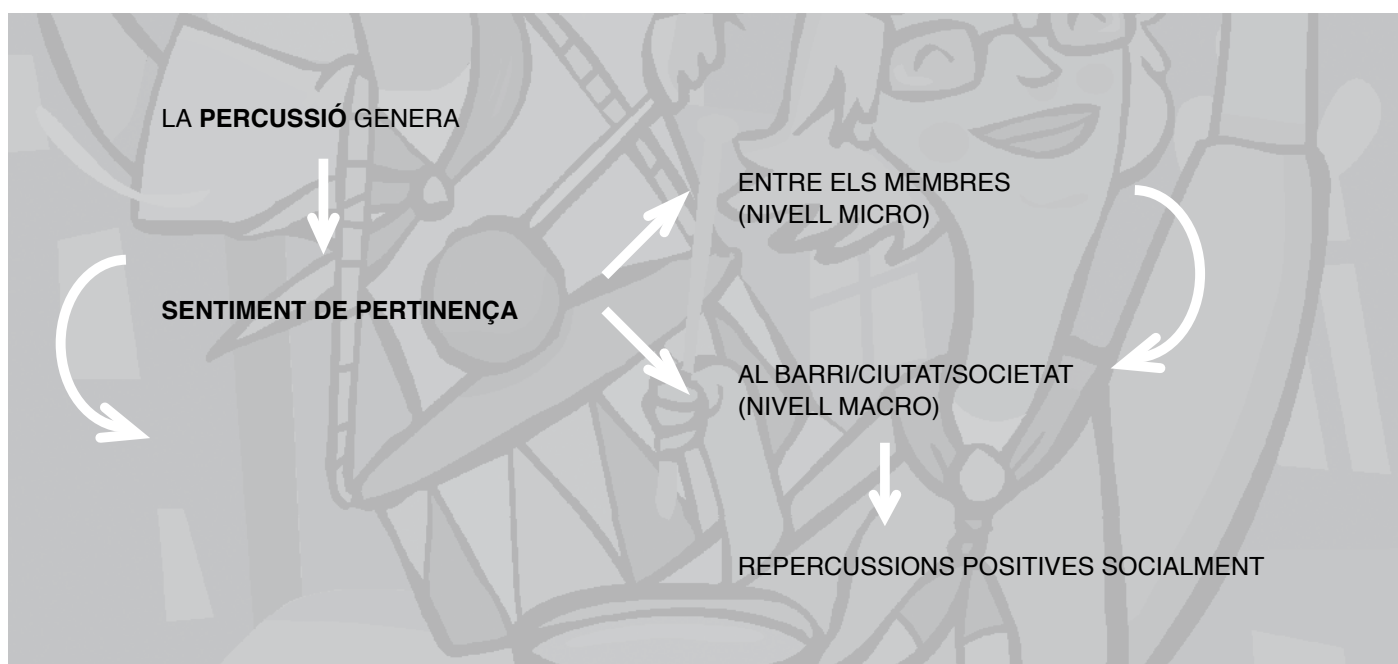 LA PERCUSSIÓ GENERA
SENTIMENT DE PERTINENÇA
ENTRE ELS MEMBRES
(NIVELL MICRO)
AL BARRI/CIUTAT/SOCIETAT
(NIVELL MACRO)
REPERCUSSIONS POSITIVES SOCIALMENT